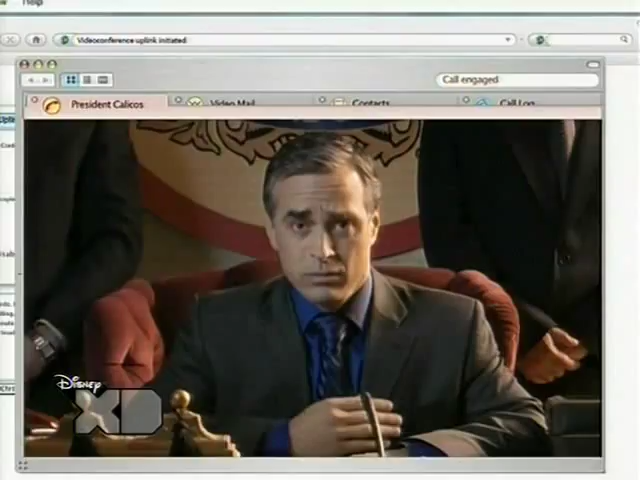 Help
Videoconference uplink initiated
Call engaged
President Calicos
Video Mail
Contacts
Call Log
Disney
XD